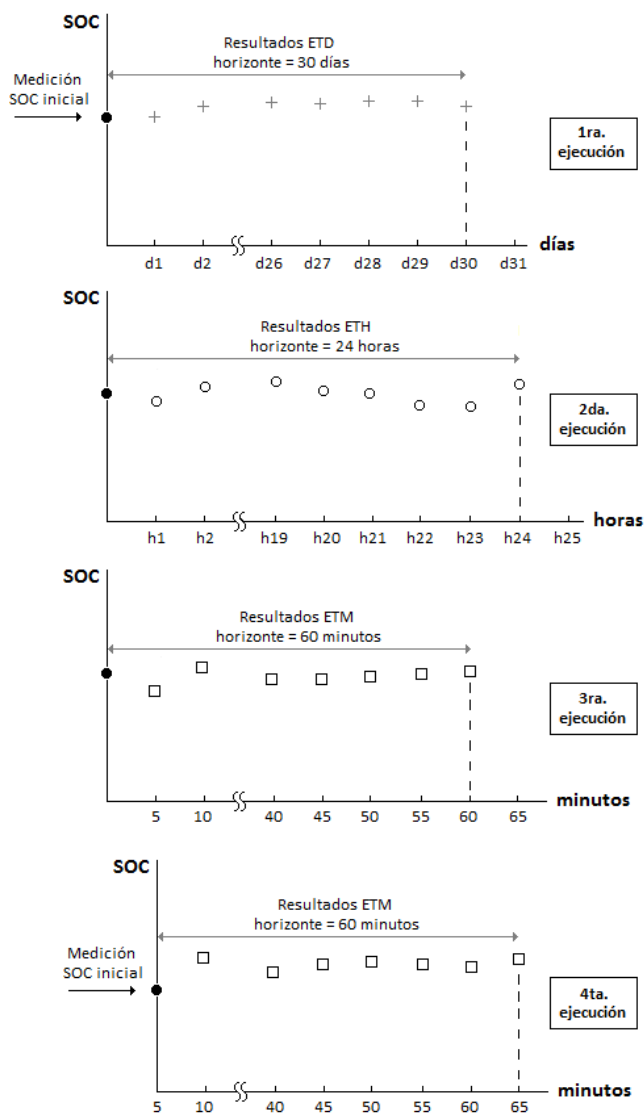 SOC
Resultados ETD
horizonte = 30 días
Medición
SOC inicial
1ra.
ejecución
días
d1 d2 d26 d27 d28 d29 d30 d31
SOC
Resultados ETH
horizonte = 24 horas
2da.
ejecución
horas
h1 h2 h19 h20 h21 h22 h23 h24 h25
SOC
Resultados ETM
horizonte = 60 minutos
3ra.
ejecución
minutos
5 10 40 45 50 55 60 65
SOC
Resultados ETM
horizonte = 60 minutos
Medición
SOC inicial
4ta.
ejecución
minutos
5 10 40 45 50 55 60 65